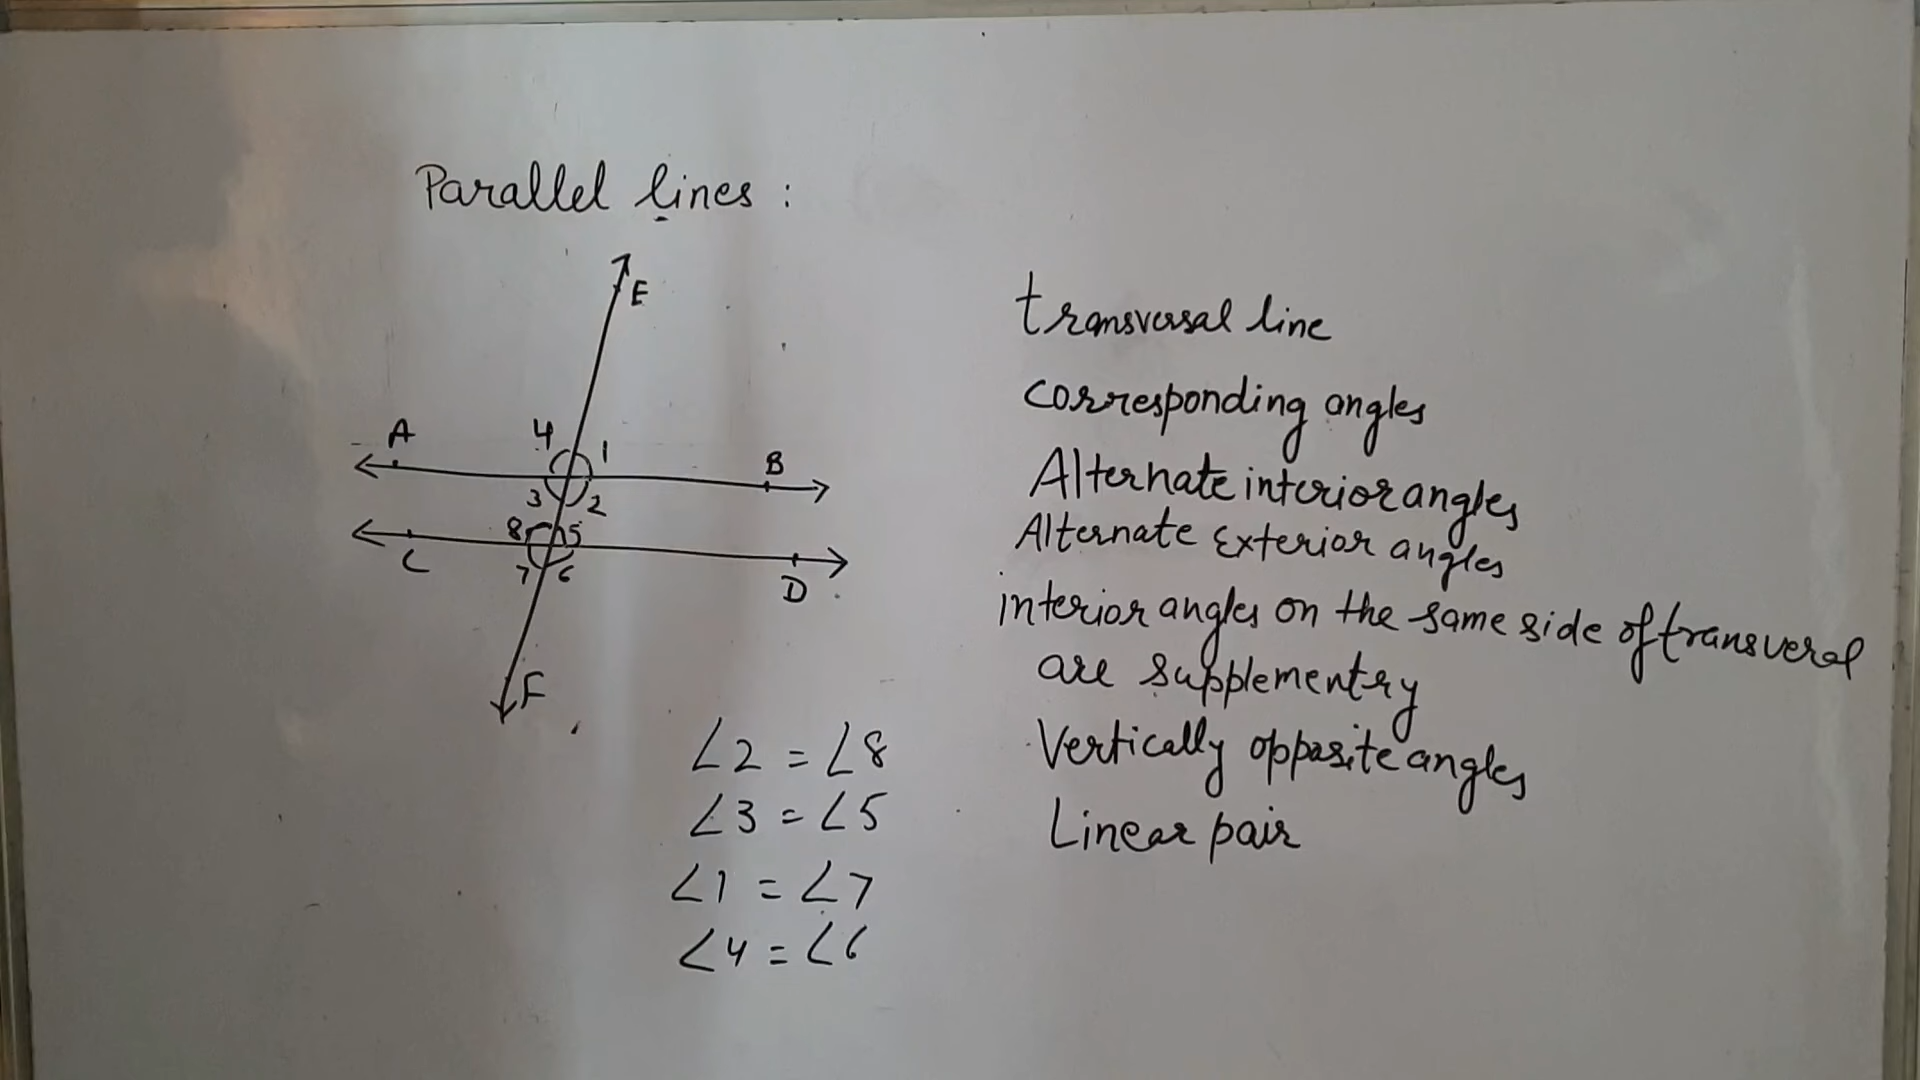 Parallel lines :
E
A
4
1
B
3
2
8
5
C
7
6
D
F
∠2 = ∠8
∠3 = ∠5
∠1 = ∠7
∠4 = ∠6
transversal line
corresponding angles
Alternate interior angles
Alternate Exterior angles
interior angles on the same side of transveral
are supplementry
Vertically oppasite angles
Linear pair